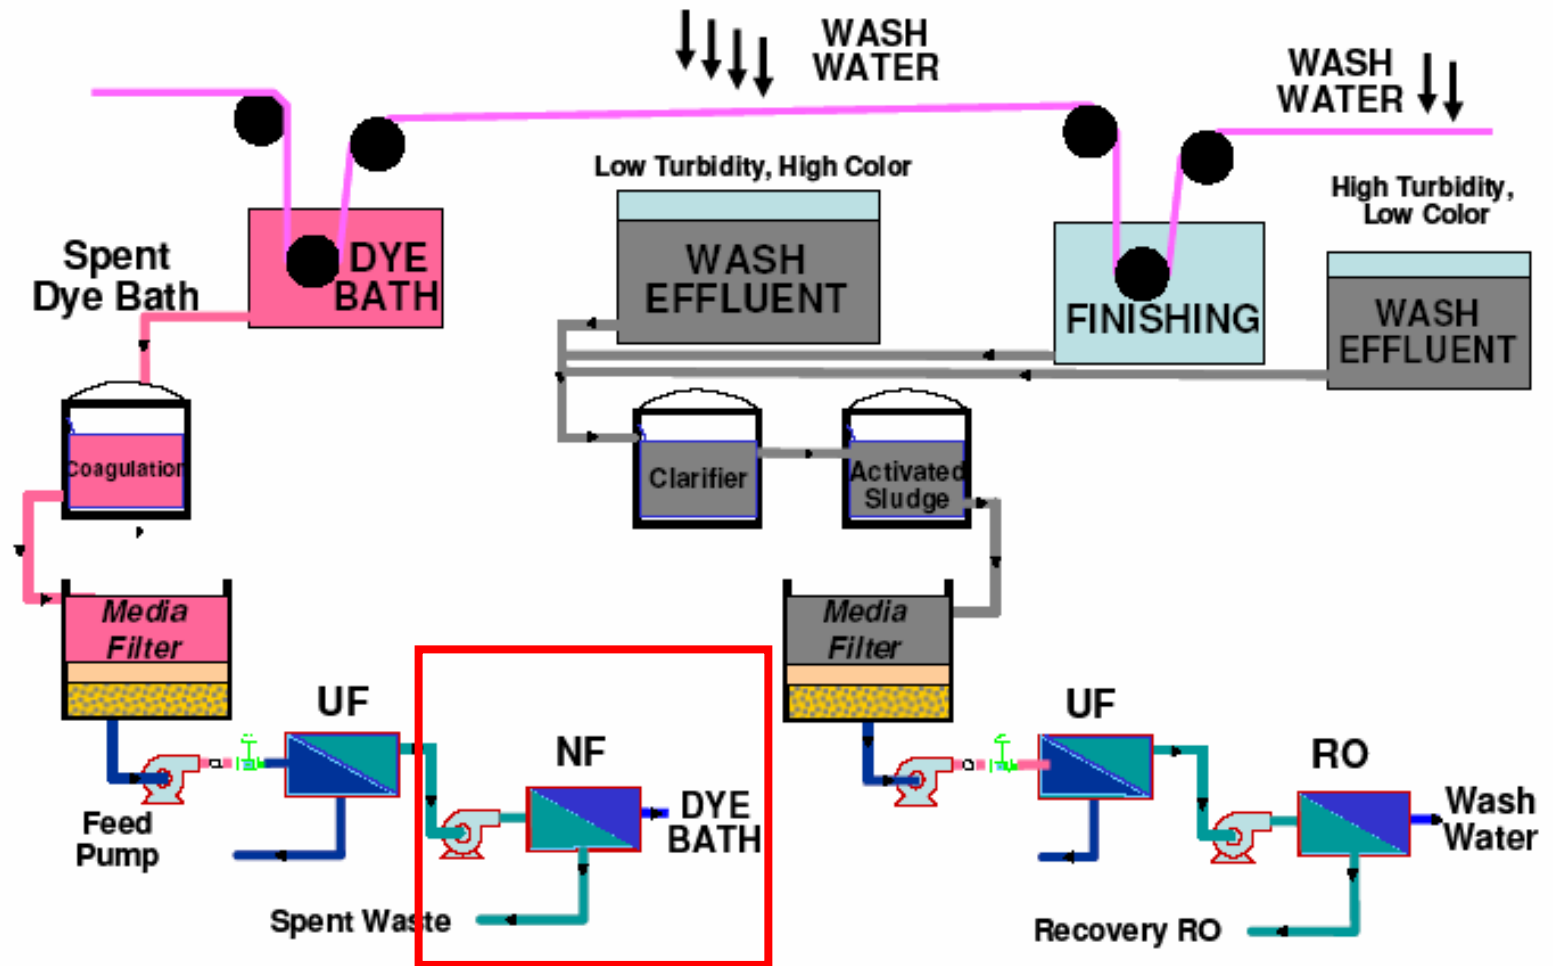 WASH
WATER
WASH
WATER
Low Turbidity, High Color
High Turbidity,
Low Color
Spent
Dye Bath
DYE
BATH
WASH
EFFLUENT
FINISHING
WASH
EFFLUENT
Coagulation
Clarifier
Activated
Sludge
Media
Filter
Media
Filter
UF
NF
UF
RO
Feed
Pump
DYE
BATH
Wash
Water
Spent Waste
Recovery RO